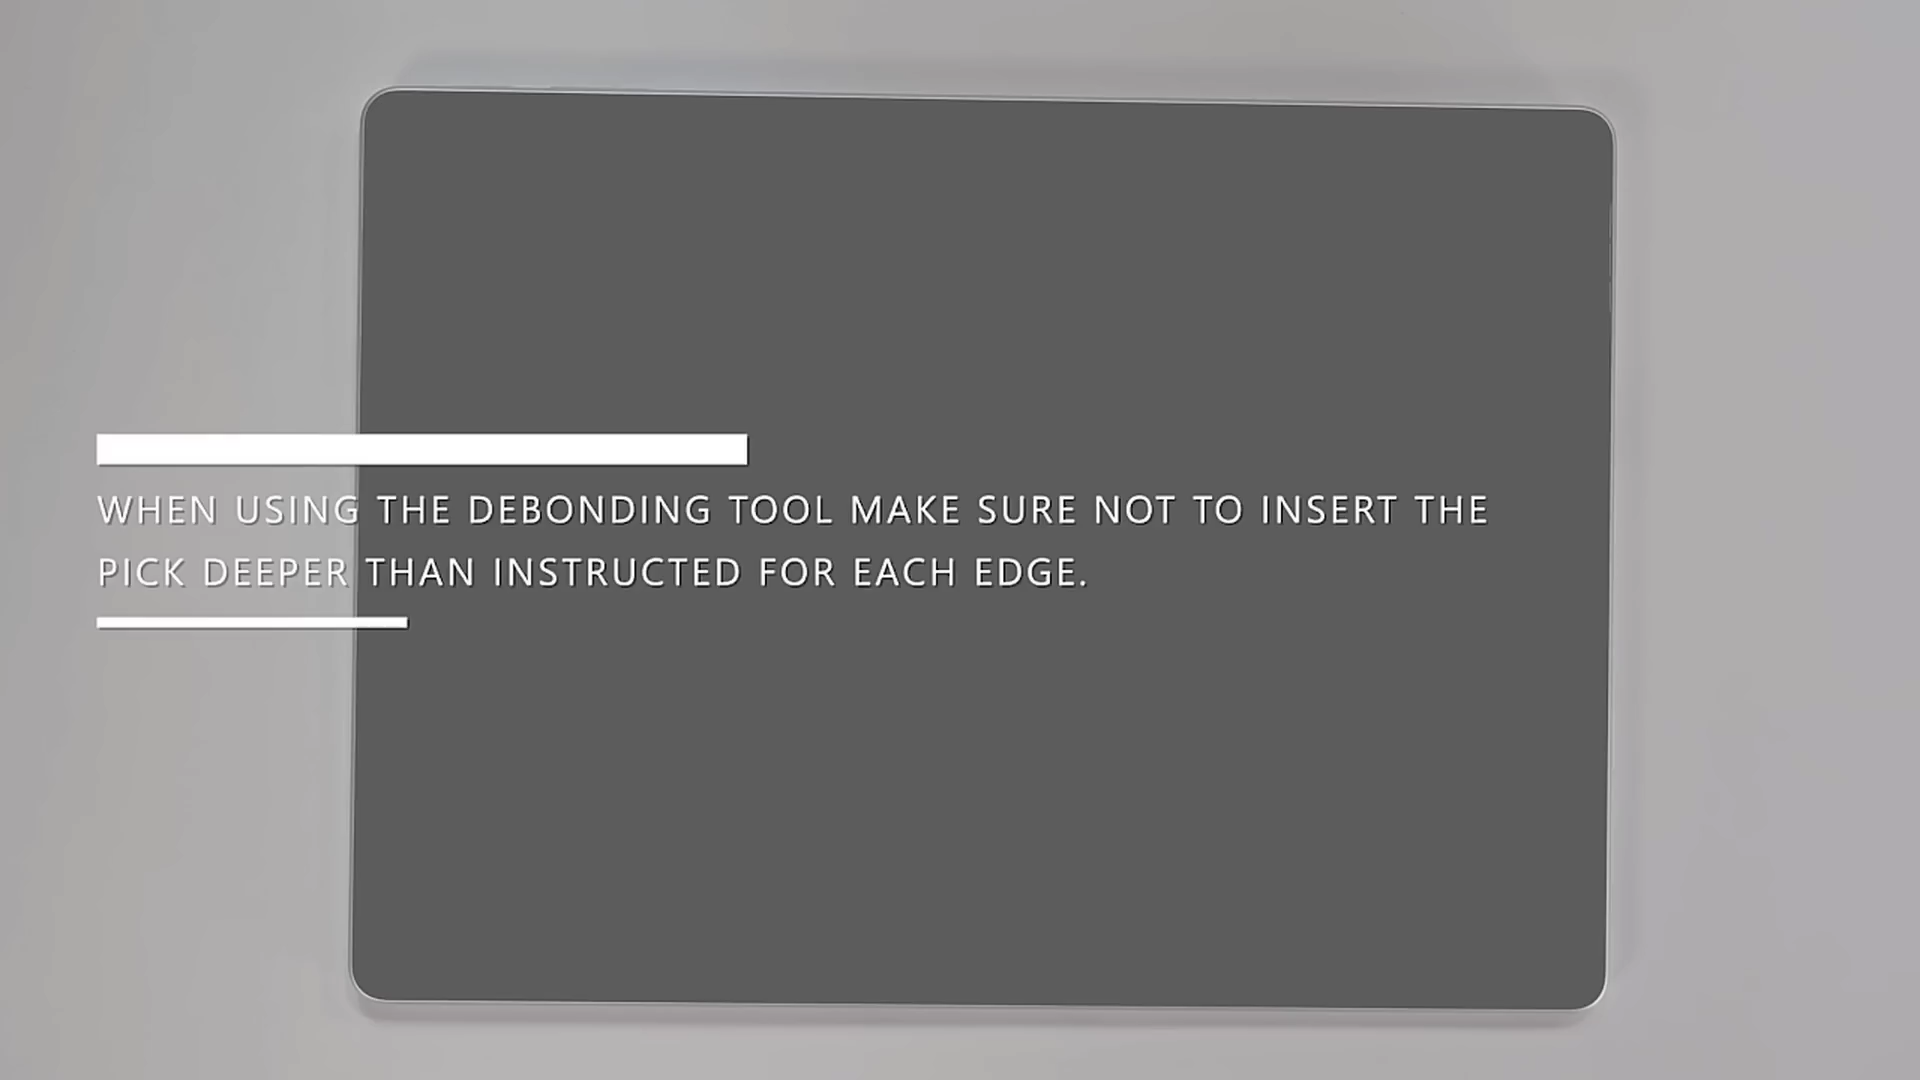 WHEN USING THE DEBONDING TOOL MAKE SURE NOT TO INSERT THE
PICK DEEPER THAN INSTRUCTED FOR EACH EDGE.